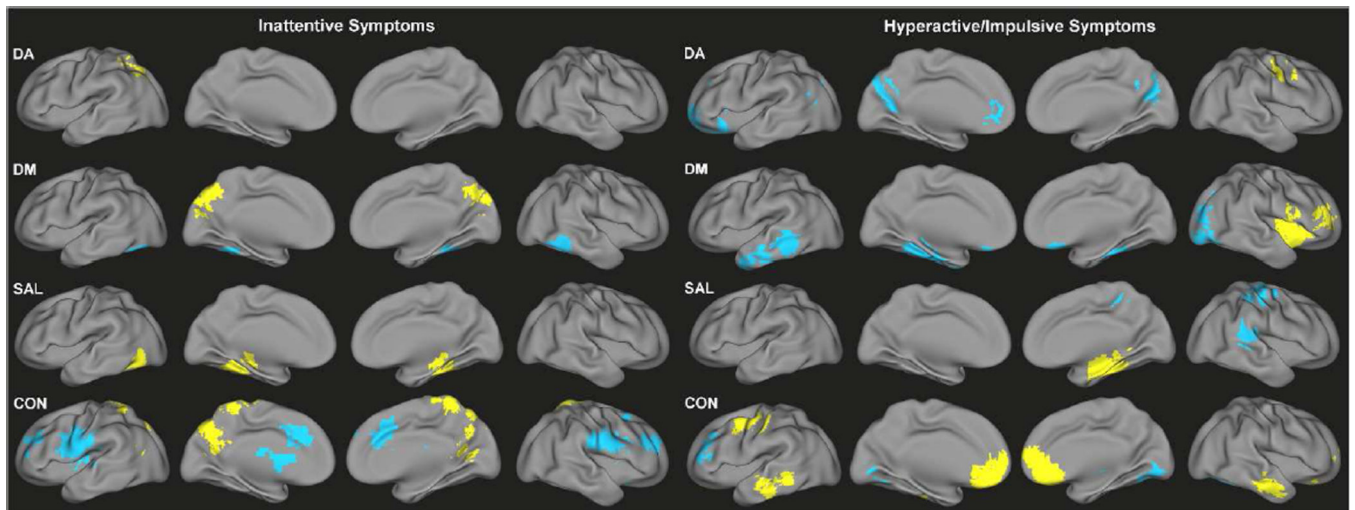 Inattentive Symptoms
Hyperactive/Impulsive Symptoms
DA
DA
DM
DM
SAL
SAL
CON
CON